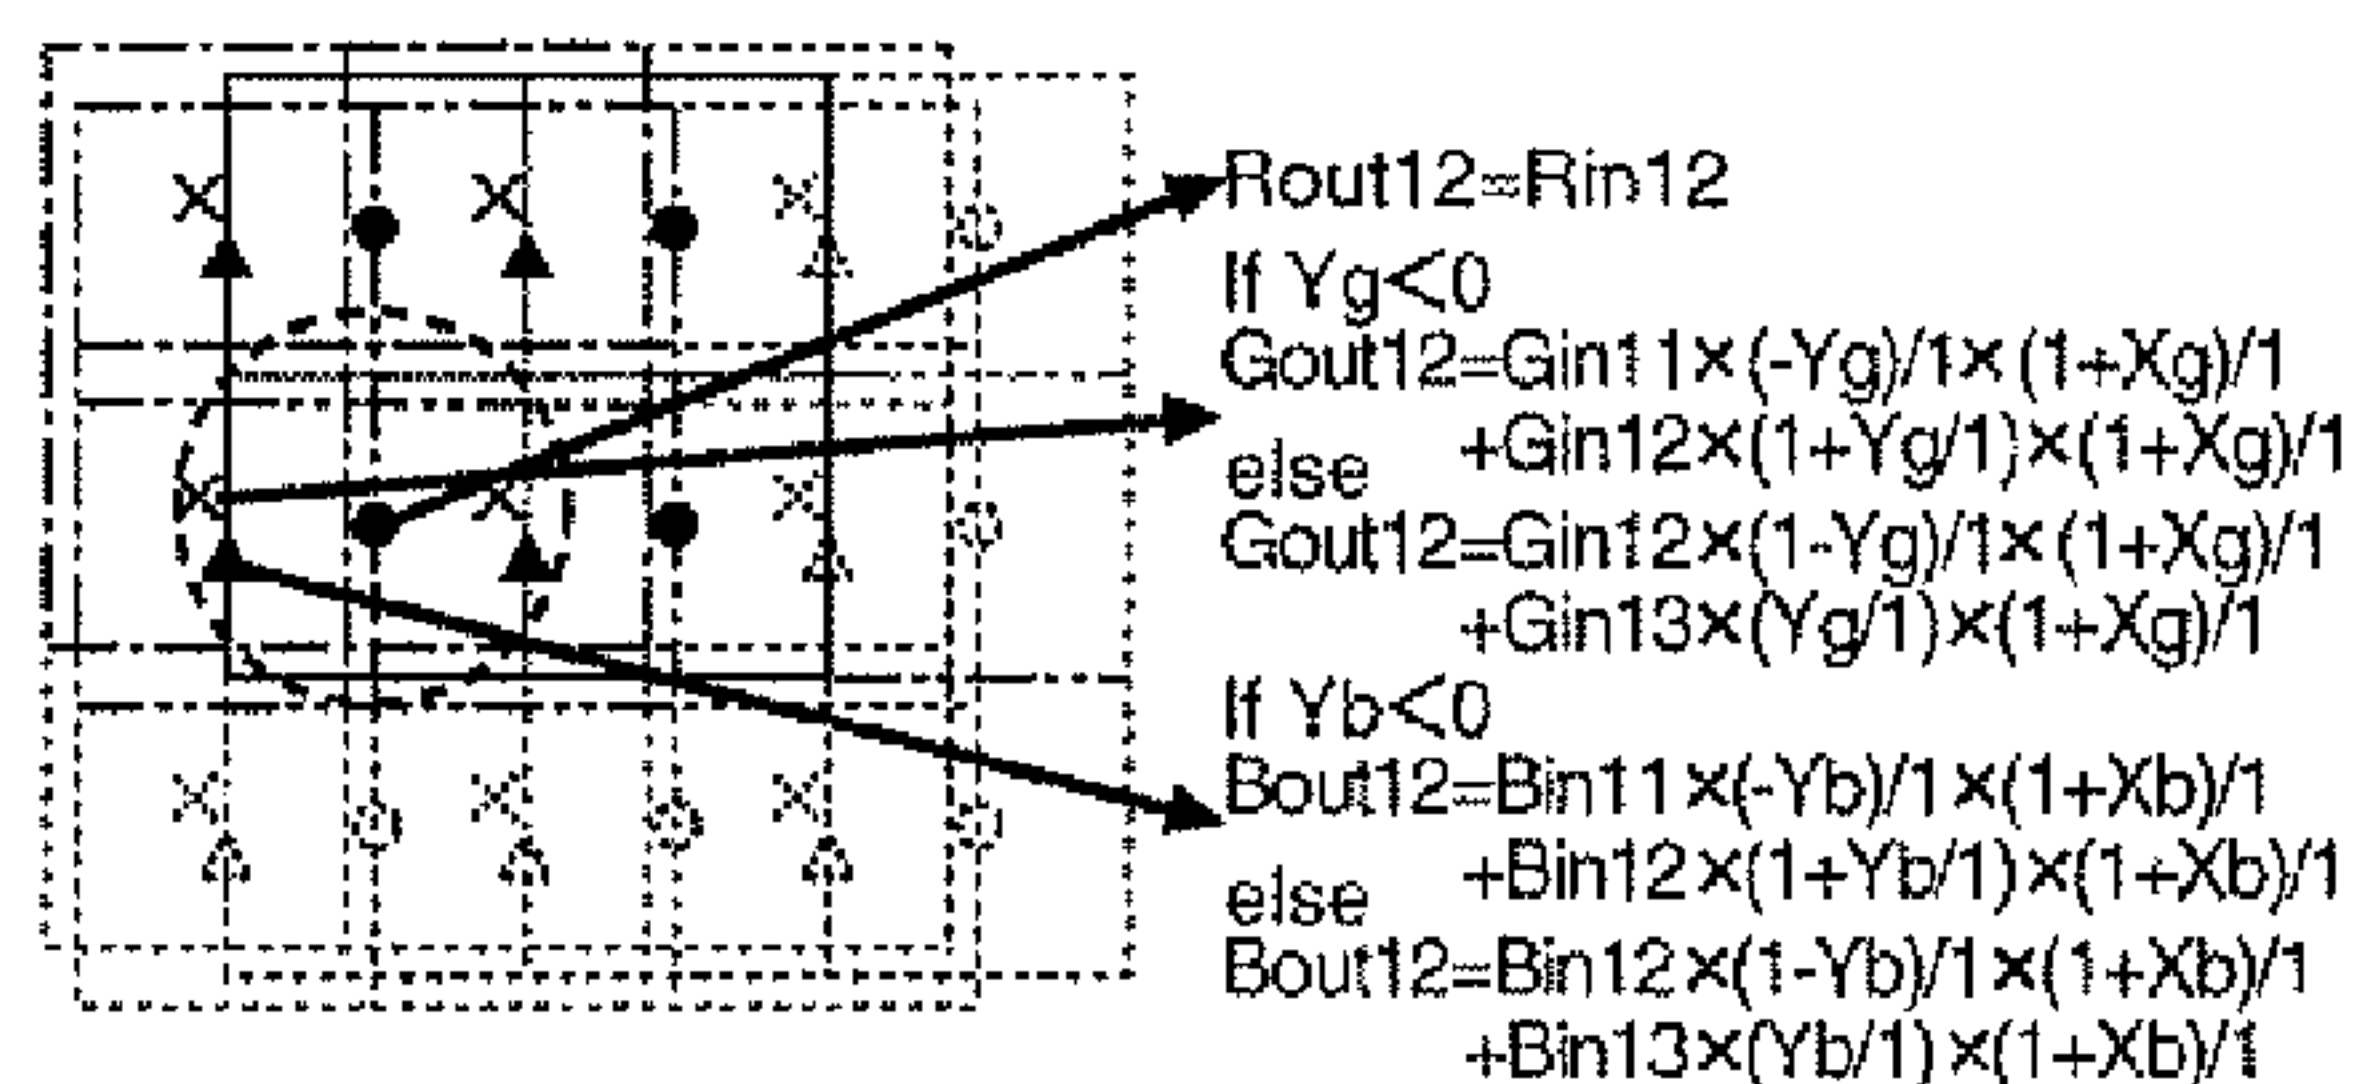 Rout12=Rin12
If Yg<0
Gout12=Gin11×(-Yg)/1×(1+Xg)/1
+Gin12×(1+Yg/1)×(1+Xg)/1
else
Gout12=Gin12×(1-Yg)/1×(1+Xg)/1
+Gin13×(Yg/1)×(1+Xg)/1
If Yb<0
Bout12=Bin11×(-Yb)/1×(1+Xb)/1
+Bin12×(1+Yb/1)×(1+Xb)/1
else
Bout12=Bin12×(1-Yb)/1×(1+Xb)/1
+Bin13×(Yb/1)×(1+Xb)/1